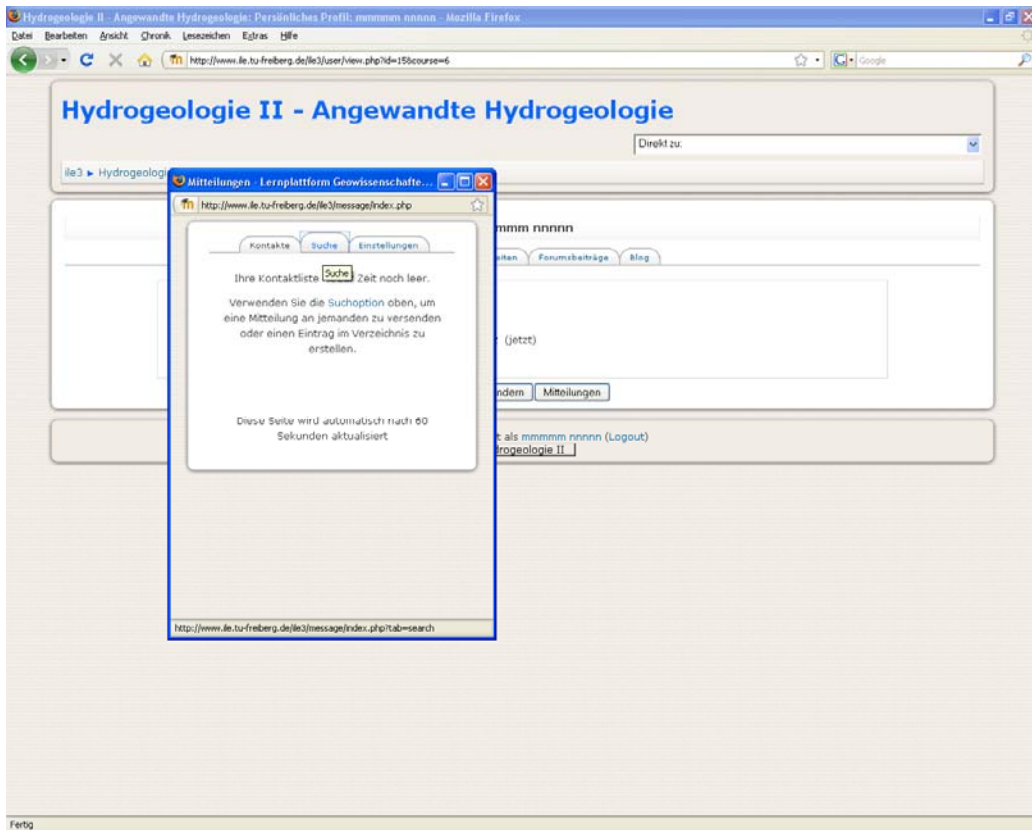 Hydrogeologie II - Angewandte Hydrogeologie: Persönliches Profil: mmmmm nnnnn - Mozilla Firefox
Datei Bearbeiten Ansicht Chronik Lesezeichen Extras Hilfe
http://www.ile.tu-freiberg.de/ile3/user/view.php?id=15&course=6
Google
Hydrogeologie II - Angewandte Hydrogeologie
Direkt zu:
ile3 ► Hydrogeologi
Mitteilungen - Lernplattform Geowissenschafte...
http://www.ile.tu-freiberg.de/ile3/message/index.php
mmm nnnnn
Kontakte Suche Einstellungen
eiten Forumsbeiträge Blog
Ihre Kontaktliste Zeit noch leer.
Suche
Verwenden Sie die Suchoption oben, um
eine Mitteilung an jemanden zu versenden
oder einen Eintrag im Verzeichnis zu
erstellen.
(jetzt)
ndern Mitteilungen
Diese Seite wird automatisch nach 60
Sekunden aktualisiert
t als mmmmm nnnnn (Logout)
drogeologie II
http://www.ile.tu-freiberg.de/ile3/message/index.php?tab=search
Fertig